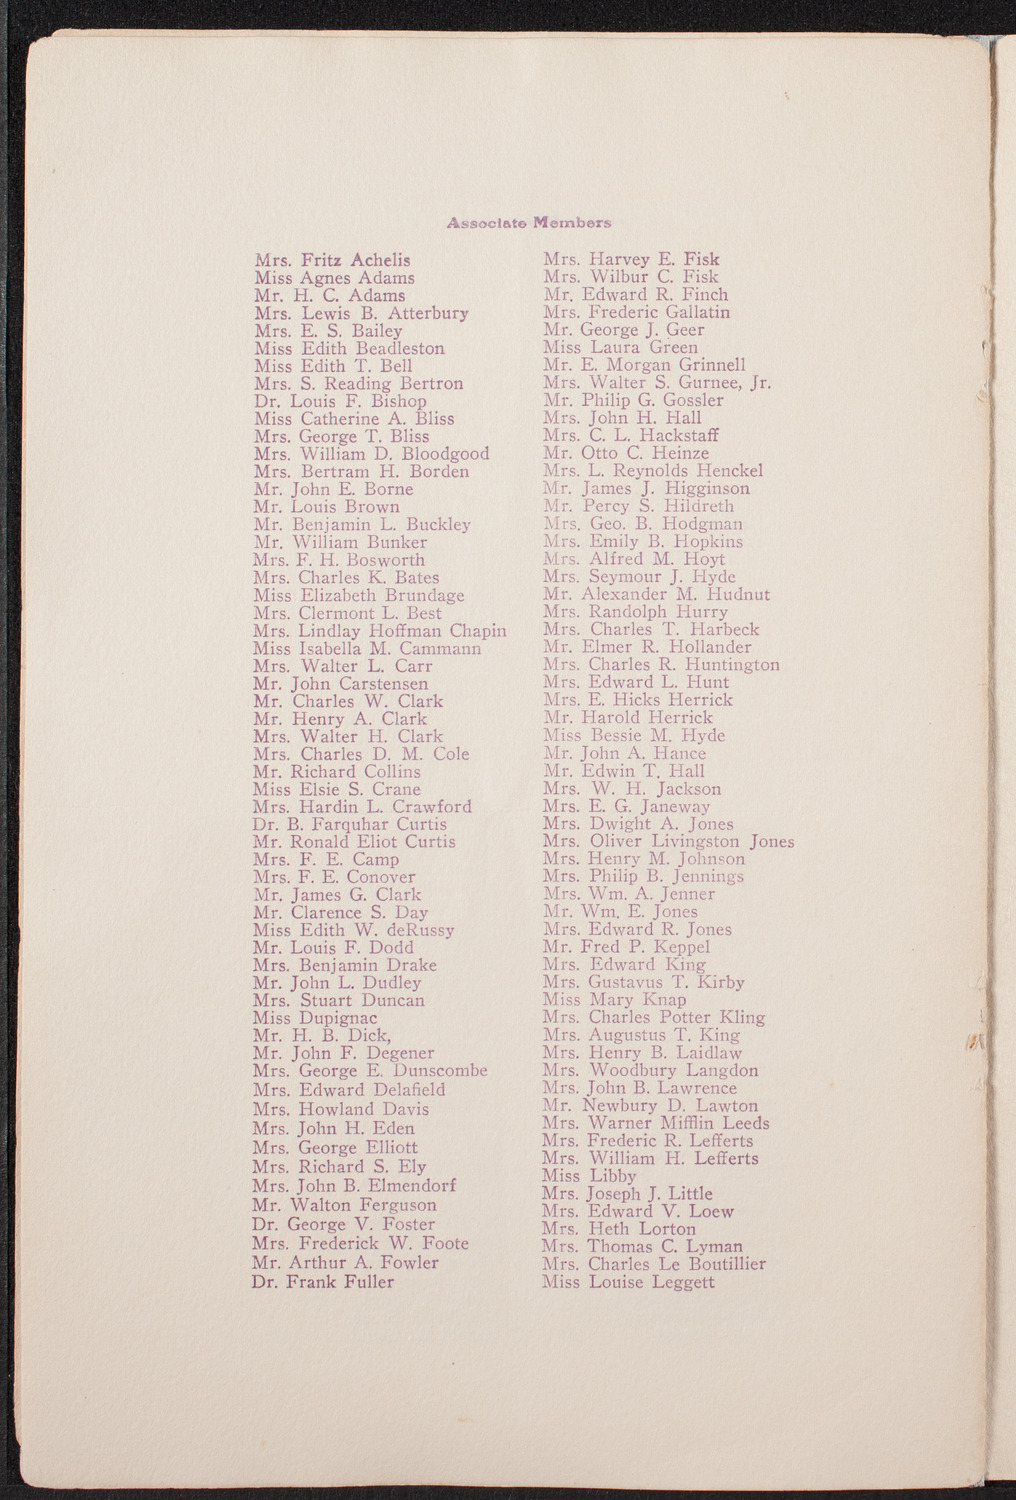 Associate Members
Mrs. Fritz Achelis
Miss Agnes Adams
Mr. H. C. Adams
Mrs. Lewis B. Atterbury
Mrs. E. S. Bailey
Miss Edith Beadleston
Miss Edith T. Bell
Mrs. S. Reading Bertron
Dr. Louis F. Bishop
Miss Catherine A. Bliss
Mrs. George T. Bliss
Mrs. William D. Bloodgood
Mrs. Bertram H. Borden
Mr. John E. Borne
Mr. Louis Brown
Mr. Benjamin L. Buckley
Mr. William Bunker
Mrs. F. H. Bosworth
Mrs. Charles K. Bates
Miss Elizabeth Brundage
Mrs. Clermont L. Best
Mrs. Lindlay Hoffman Chapin
Miss Isabella M. Cammann
Mrs. Walter L. Carr
Mr. John Carstensen
Mr. Charles W. Clark
Mr. Henry A. Clark
Mrs. Walter H. Clark
Mrs. Charles D. M. Cole
Mr. Richard Collins
Miss Elsie S. Crane
Mrs. Hardin L. Crawford
Dr. B. Farquhar Curtis
Mr. Ronald Eliot Curtis
Mrs. F. E. Camp
Mrs. F. E. Conover
Mr. James G. Clark
Mr. Clarence S. Day
Miss Edith W. deRussy
Mr. Louis F. Dodd
Mrs. Benjamin Drake
Mr. John L. Dudley
Mrs. Stuart Duncan
Miss Dupignac
Mr. H. B. Dick,
Mr. John F. Degener
Mrs. George E. Dunscombe
Mrs. Edward Delafield
Mrs. Howland Davis
Mrs. John H. Eden
Mrs. George Elliott
Mrs. Richard S. Ely
Mrs. John B. Elmendorf
Mr. Walton Ferguson
Dr. George V. Foster
Mrs. Frederick W. Foote
Mr. Arthur A. Fowler
Dr. Frank Fuller
Mrs. Harvey E. Fisk
Mrs. Wilbur C. Fisk
Mr. Edward R. Finch
Mrs. Frederic Gallatin
Mr. George J. Geer
Miss Laura Green
Mr. E. Morgan Grinnell
Mrs. Walter S. Gurnee, Jr.
Mr. Philip G. Gossler
Mrs. John H. Hall
Mrs. C. L. Hackstaff
Mr. Otto C. Heinze
Mrs. L. Reynolds Henckel
Mr. James J. Higginson
Mr. Percy S. Hildreth
Mrs. Geo. B. Hodgman
Mrs. Emily B. Hopkins
Mrs. Alfred M. Hoyt
Mrs. Seymour J. Hyde
Mr. Alexander M. Hudnut
Mrs. Randolph Hurry
Mrs. Charles T. Harbeck
Mr. Elmer R. Hollander
Mrs. Charles R. Huntington
Mrs. Edward L. Hunt
Mrs. E. Hicks Herrick
Mr. Harold Herrick
Miss Bessie M. Hyde
Mr. John A. Hance
Mr. Edwin T. Hall
Mrs. W. H. Jackson
Mrs. E. G. Janeway
Mrs. Dwight A. Jones
Mrs. Oliver Livingston Jones
Mrs. Henry M. Johnson
Mrs. Philip B. Jennings
Mrs. Wm. A. Jenner
Mr. Wm. E. Jones
Mrs. Edward R. Jones
Mr. Fred P. Keppel
Mrs. Edward King
Mrs. Gustavus T. Kirby
Miss Mary Knap
Mrs. Charles Potter Kling
Mrs. Augustus T. King
Mrs. Henry B. Laidlaw
Mrs. Woodbury Langdon
Mrs. John B. Lawrence
Mr. Newbury D. Lawton
Mrs. Warner Mifflin Leeds
Mrs. Frederic R. Lefferts
Mrs. William H. Lefferts
Miss Libby
Mrs. Joseph J. Little
Mrs. Edward V. Loew
Mrs. Heth Lorton
Mrs. Thomas C. Lyman
Mrs. Charles Le Boutillier
Miss Louise Leggett